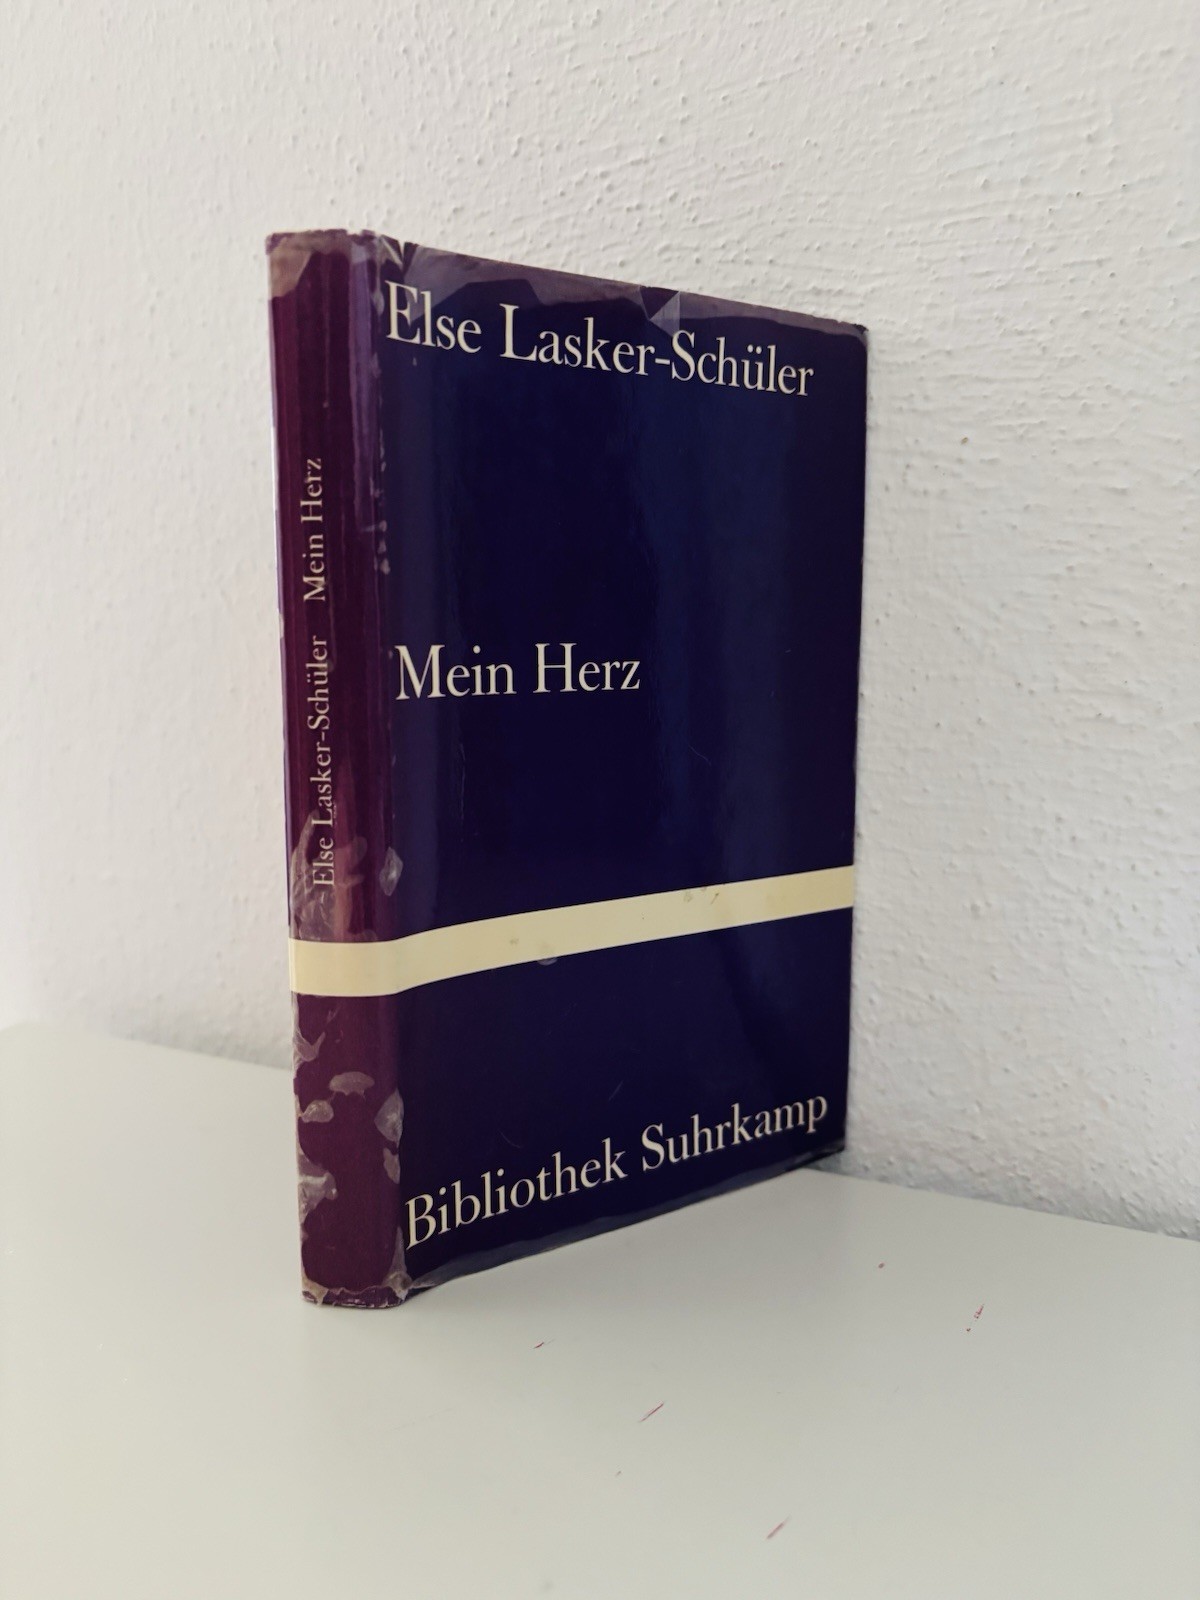 Else Lasker-Schüler
Mein Herz
Bibliothek Suhrkamp
Else Lasker-Schüler Mein Herz